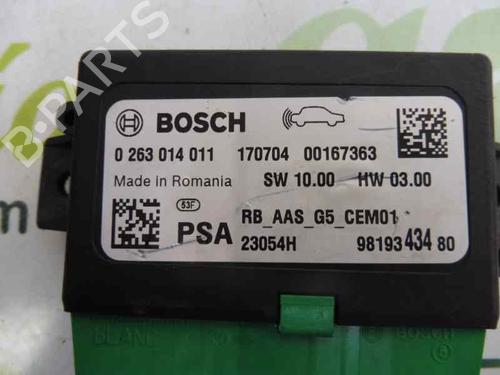 BOSCH
0 263 014 011 170704 00167363
Made in Romania SW 10.00 HW 03.00
53F RB_AAS_G5_CEM01
PSA 23054H 98193 434 80
BLANC
B-PARTS